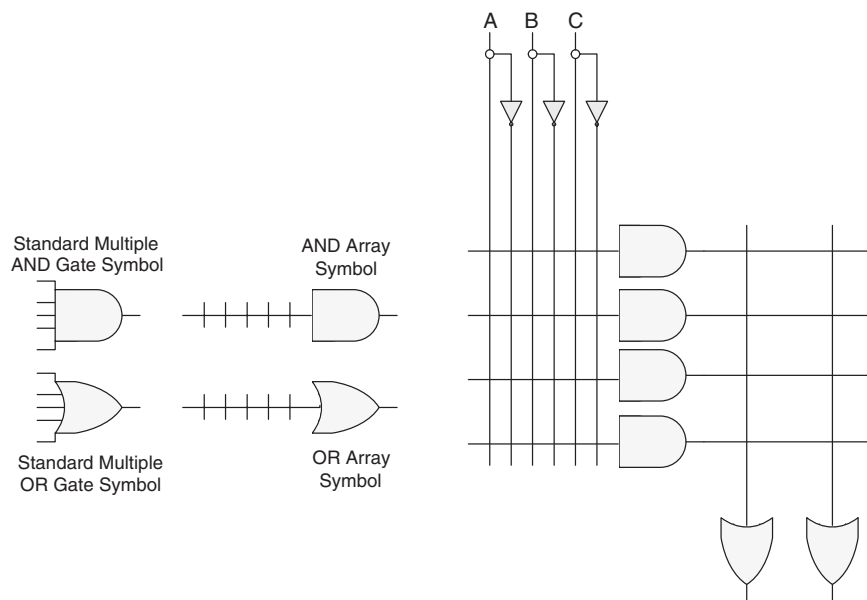 A B C
Standard Multiple
AND Gate Symbol
AND Array
Symbol
Standard Multiple
OR Gate Symbol
OR Array
Symbol